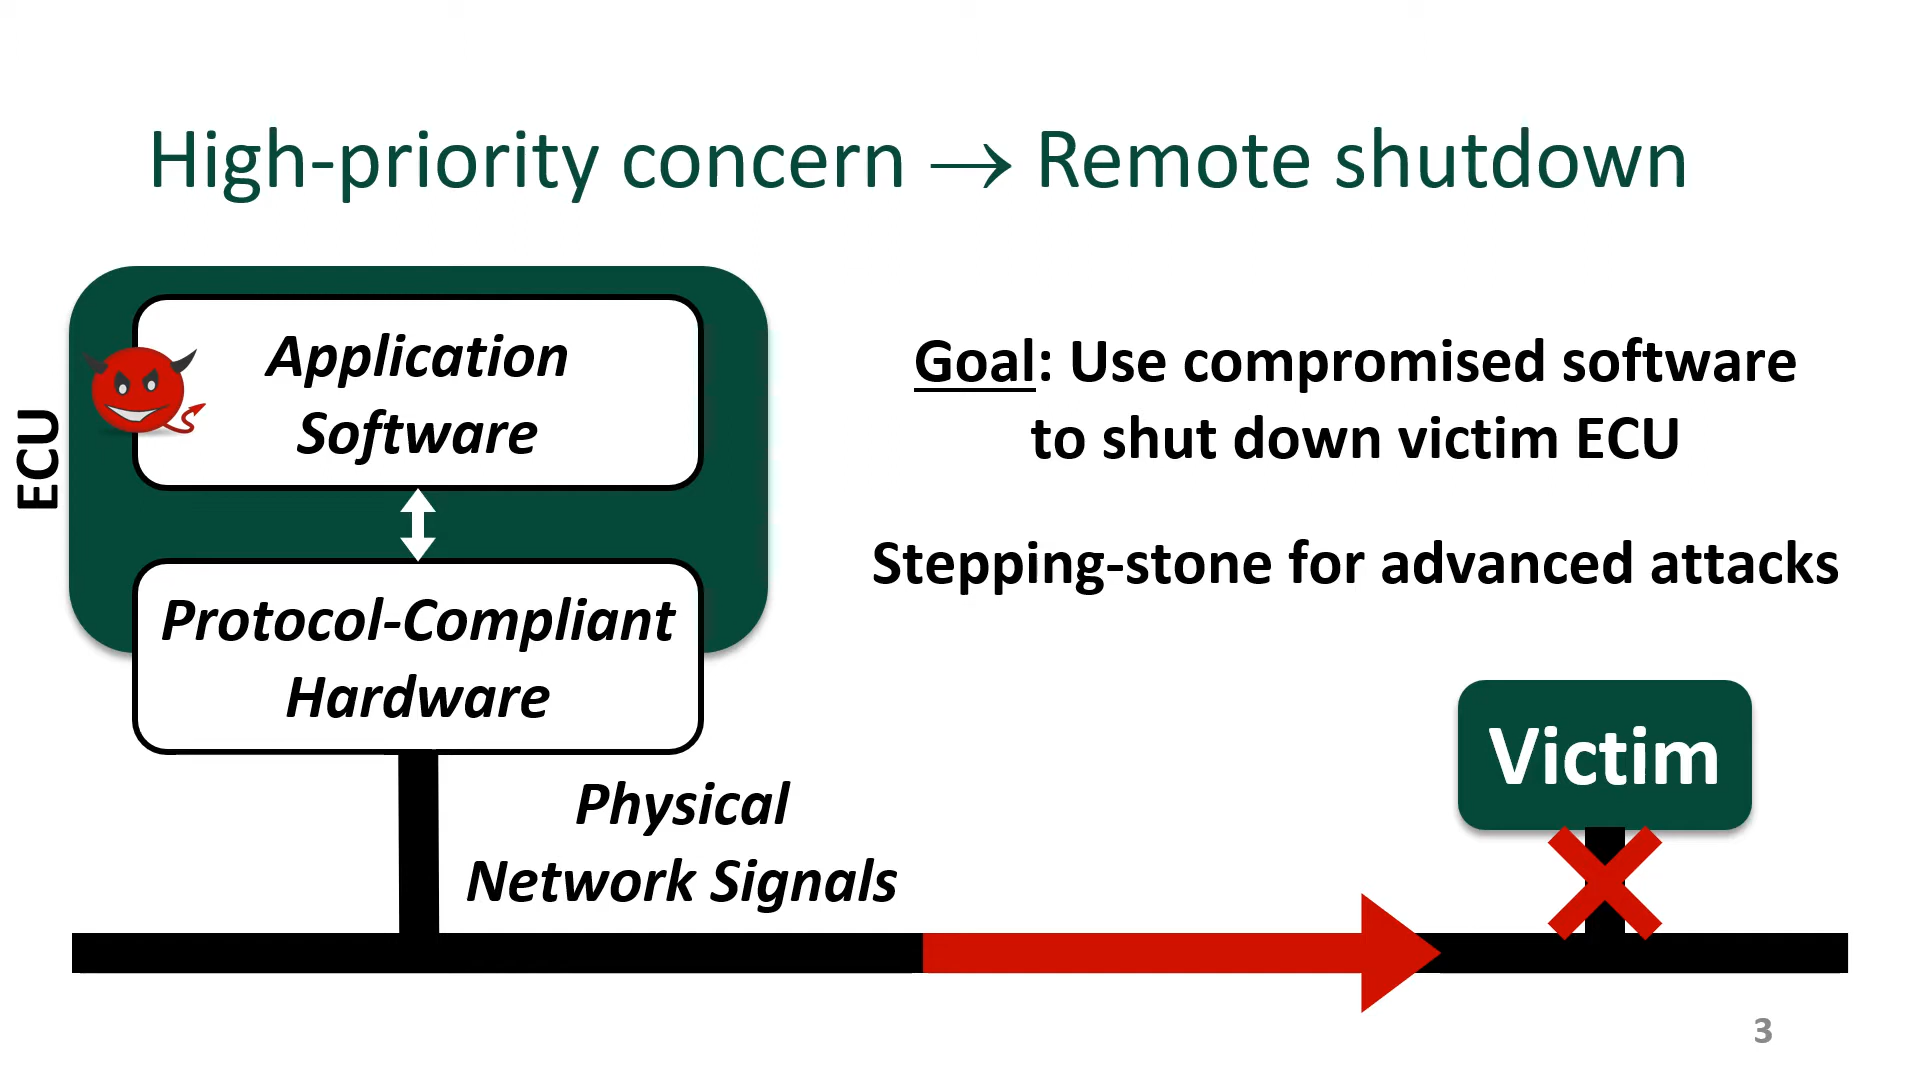 High-priority concern → Remote shutdown
ECU
Application
Software
Protocol-Compliant
Hardware
Physical
Network Signals
Goal: Use compromised software
to shut down victim ECU
Stepping-stone for advanced attacks
Victim
3